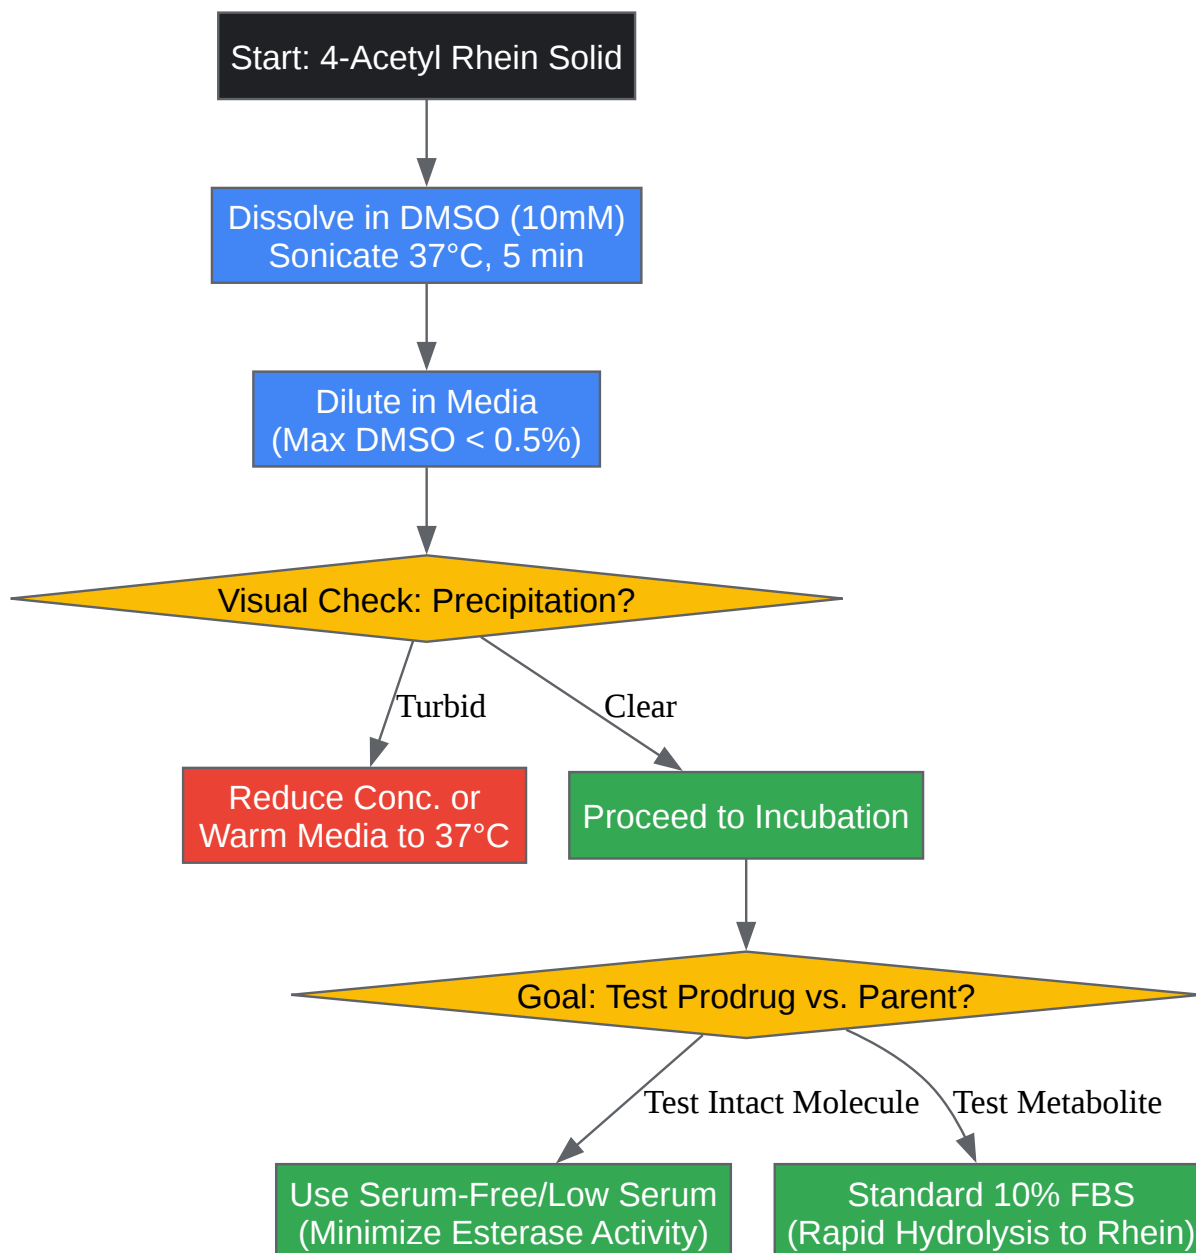 Start: 4-Acetyl Rhein Solid
Dissolve in DMSO (10mM)
Sonicate 37°C, 5 min
Dilute in Media
(Max DMSO < 0.5%)
Visual Check: Precipitation?
Turbid
Clear
Reduce Conc. or
Warm Media to 37°C
Proceed to Incubation
Goal: Test Prodrug vs. Parent?
Test Intact Molecule
Test Metabolite
Use Serum-Free/Low Serum
(Minimize Esterase Activity)
Standard 10% FBS
(Rapid Hydrolysis to Rhein)